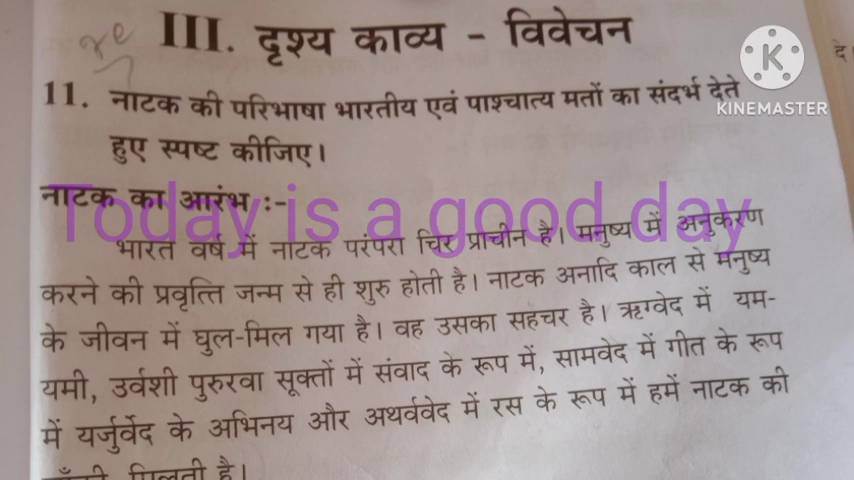 III. दृश्य काव्य - विवेचन
KINEMASTER
11. नाटक की परिभाषा भारतीय एवं पाश्चात्य मतों का संदर्भ देते
हुए स्पष्ट कीजिए।
नाटक का आरंभ :-
Today is a good day
भारत वर्ष में नाटक परंपरा चिर प्राचीन है। मनुष्य में अनुकरण
करने की प्रवृत्ति जन्म से ही शुरु होती है। नाटक अनादि काल से मनुष्य
के जीवन में घुल-मिल गया है। वह उसका सहचर है। ऋग्वेद में यम-
यमी, उर्वशी पुरुरवा सूक्तों में संवाद के रूप में, सामवेद में गीत के रूप
में यर्जुर्वेद के अभिनय और अथर्ववेद में रस के रूप में हमें नाटक की
मिलती है।